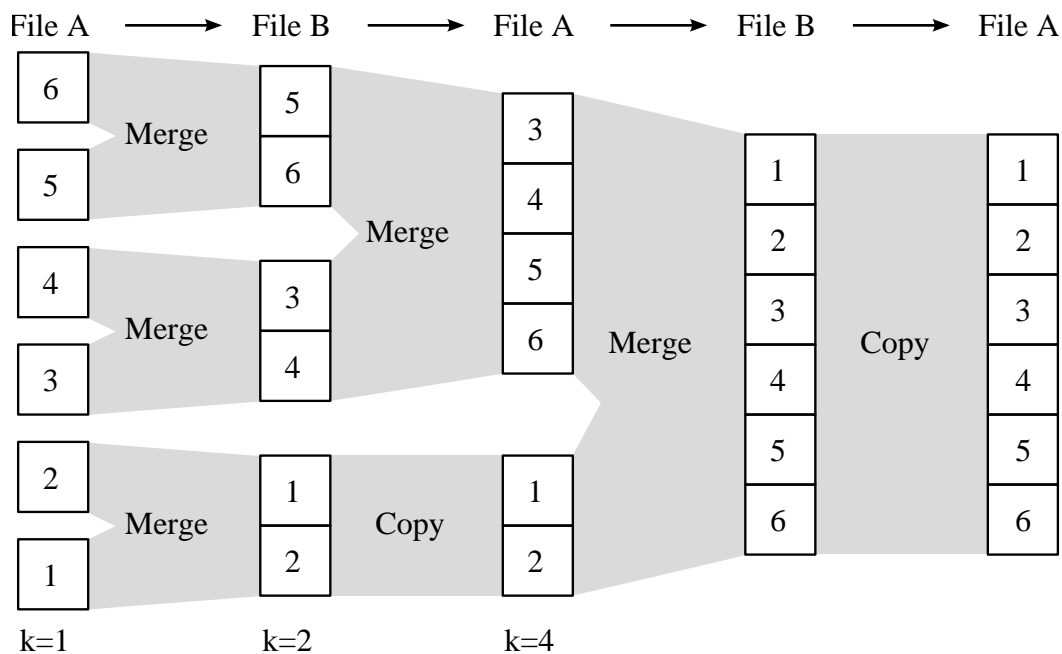 File A File B File A File B File A
6 5 3 1 1
5 6 4 2 2
4 3 5 3 3
3 4 6 4 4
2 1 1 5 5
1 2 2 6 6
Merge Merge Merge Copy
Merge
Merge Copy
k=1 k=2 k=4